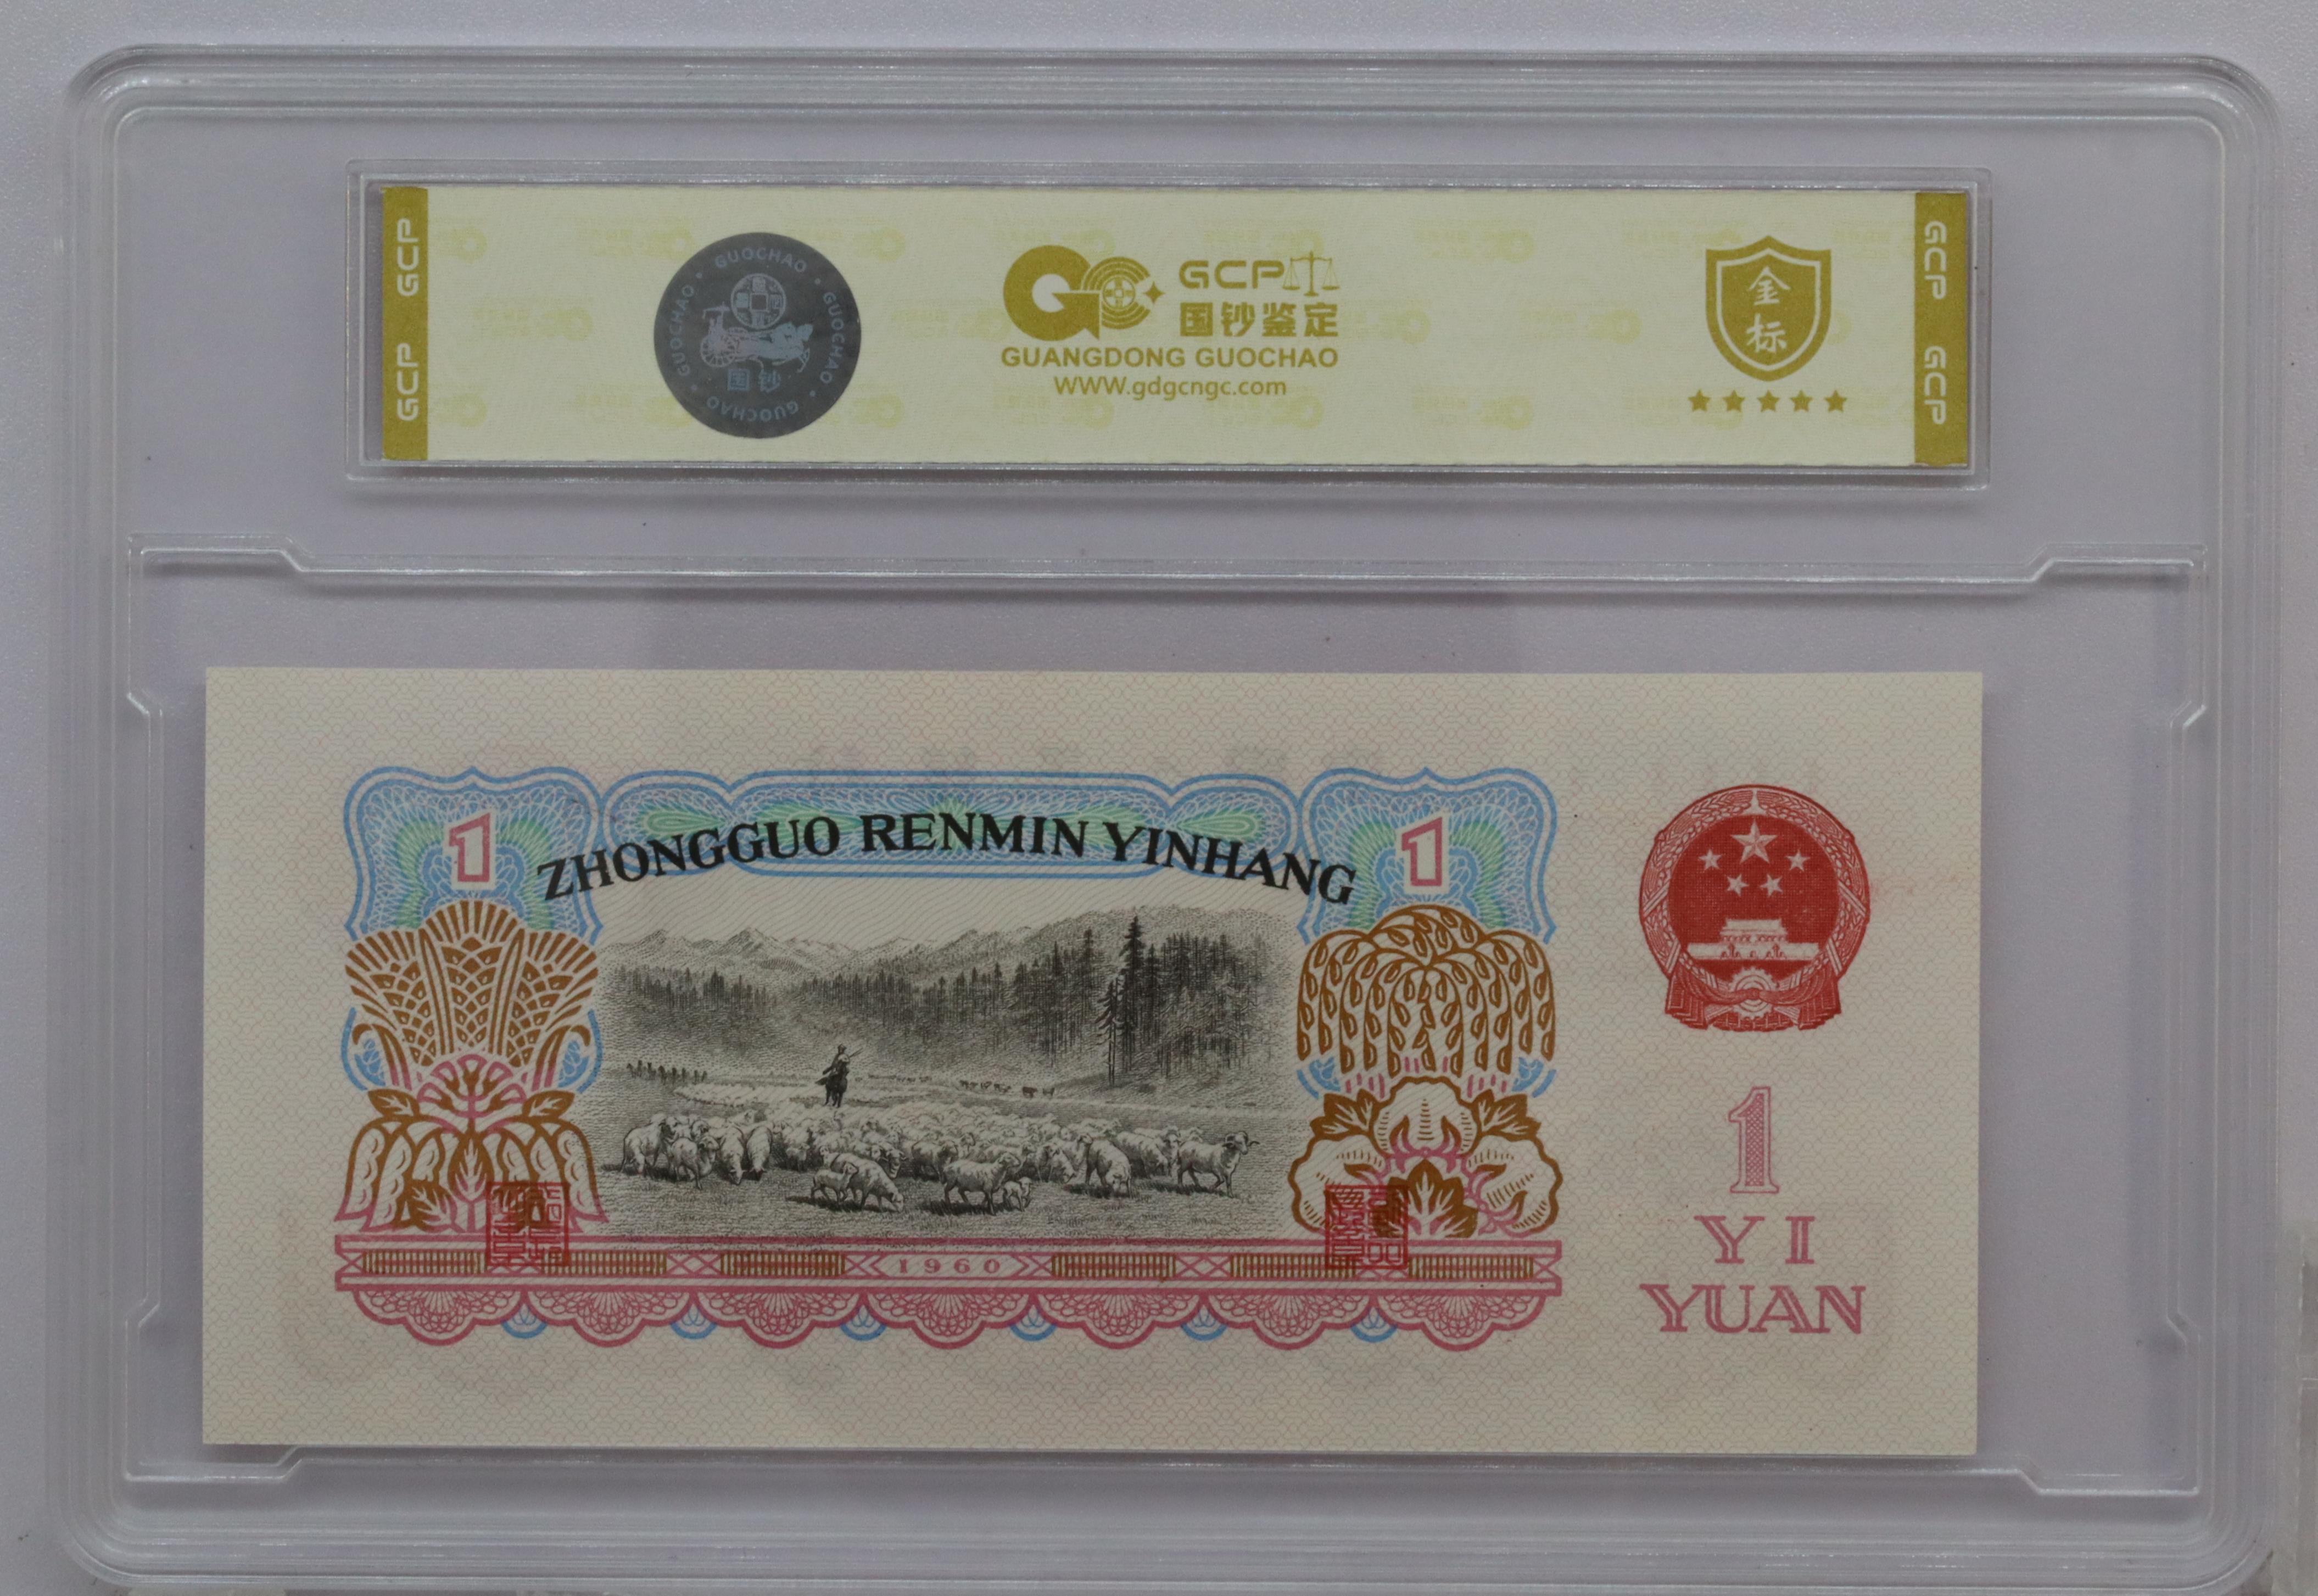 GCP GCP
GUOCHAO · GUOCHAO · GUOCHAO · GUOCHAO
国钞
GCP
国钞鉴定
GUANGDONG GUOCHAO
WWW.gdgcngc.com
金标
GCP GCP
ZHONGGUO RENMIN YINHANG
1
1
1960
1
YI
YUAN